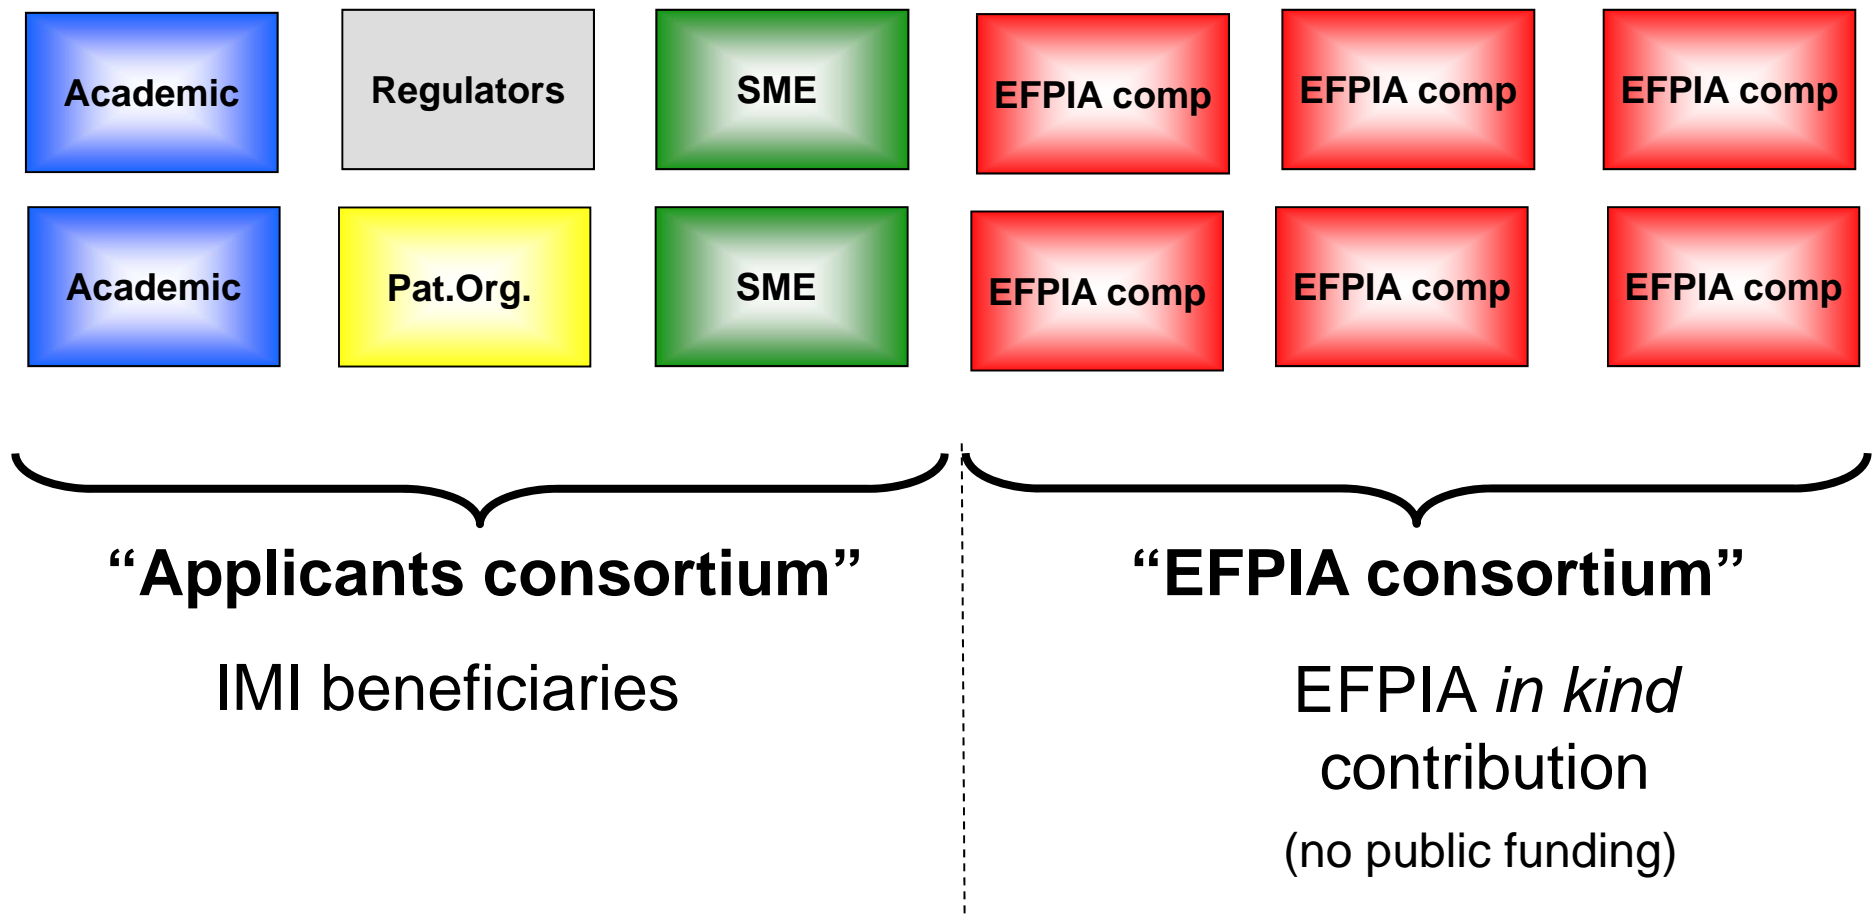 Academic
Regulators
SME
EFPIA comp
EFPIA comp
EFPIA comp
Academic
Pat.Org.
SME
EFPIA comp
EFPIA comp
EFPIA comp
“Applicants consortium”
IMI beneficiaries
“EFPIA consortium”
EFPIA in kind
contribution
(no public funding)